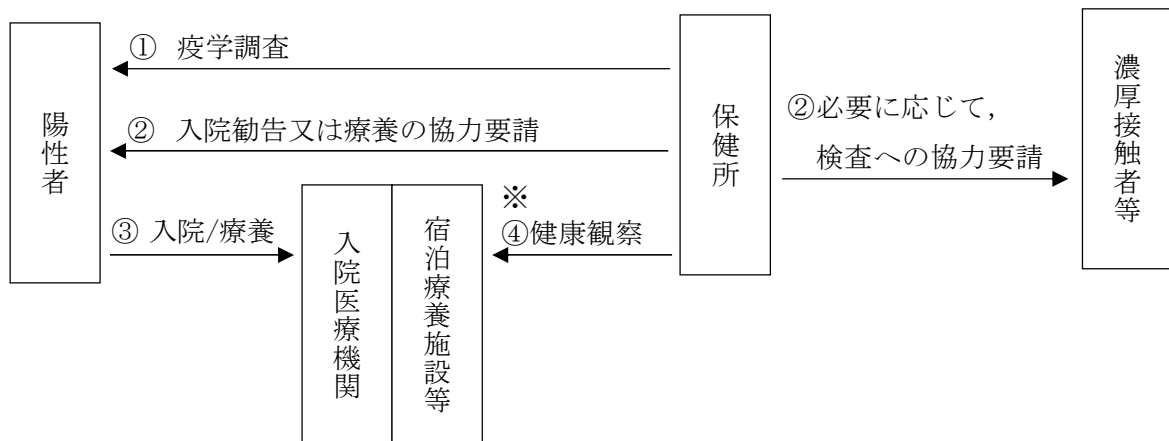 ① 疫学調査
② 入院勧告又は療養の協力要請
陽性者
③ 入院/療養
入院医療機関
宿泊療養施設等
※
④健康観察
保健所
②必要に応じて,
検査への協力要請
濃厚接触者等